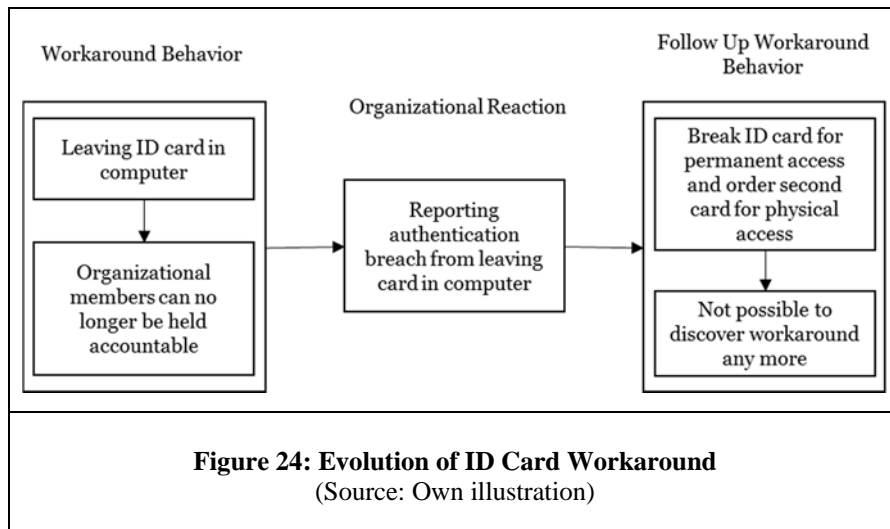 Workaround Behavior
Leaving ID card in
computer
Organizational
members can no
longer be held
accountable
Organizational Reaction
Reporting
authentication
breach from leaving
card in computer
Follow Up Workaround
Behavior
Break ID card for
permanent access
and order second
card for physical
access
Not possible to
discover workaround
any more
Figure 24: Evolution of ID Card Workaround
(Source: Own illustration)